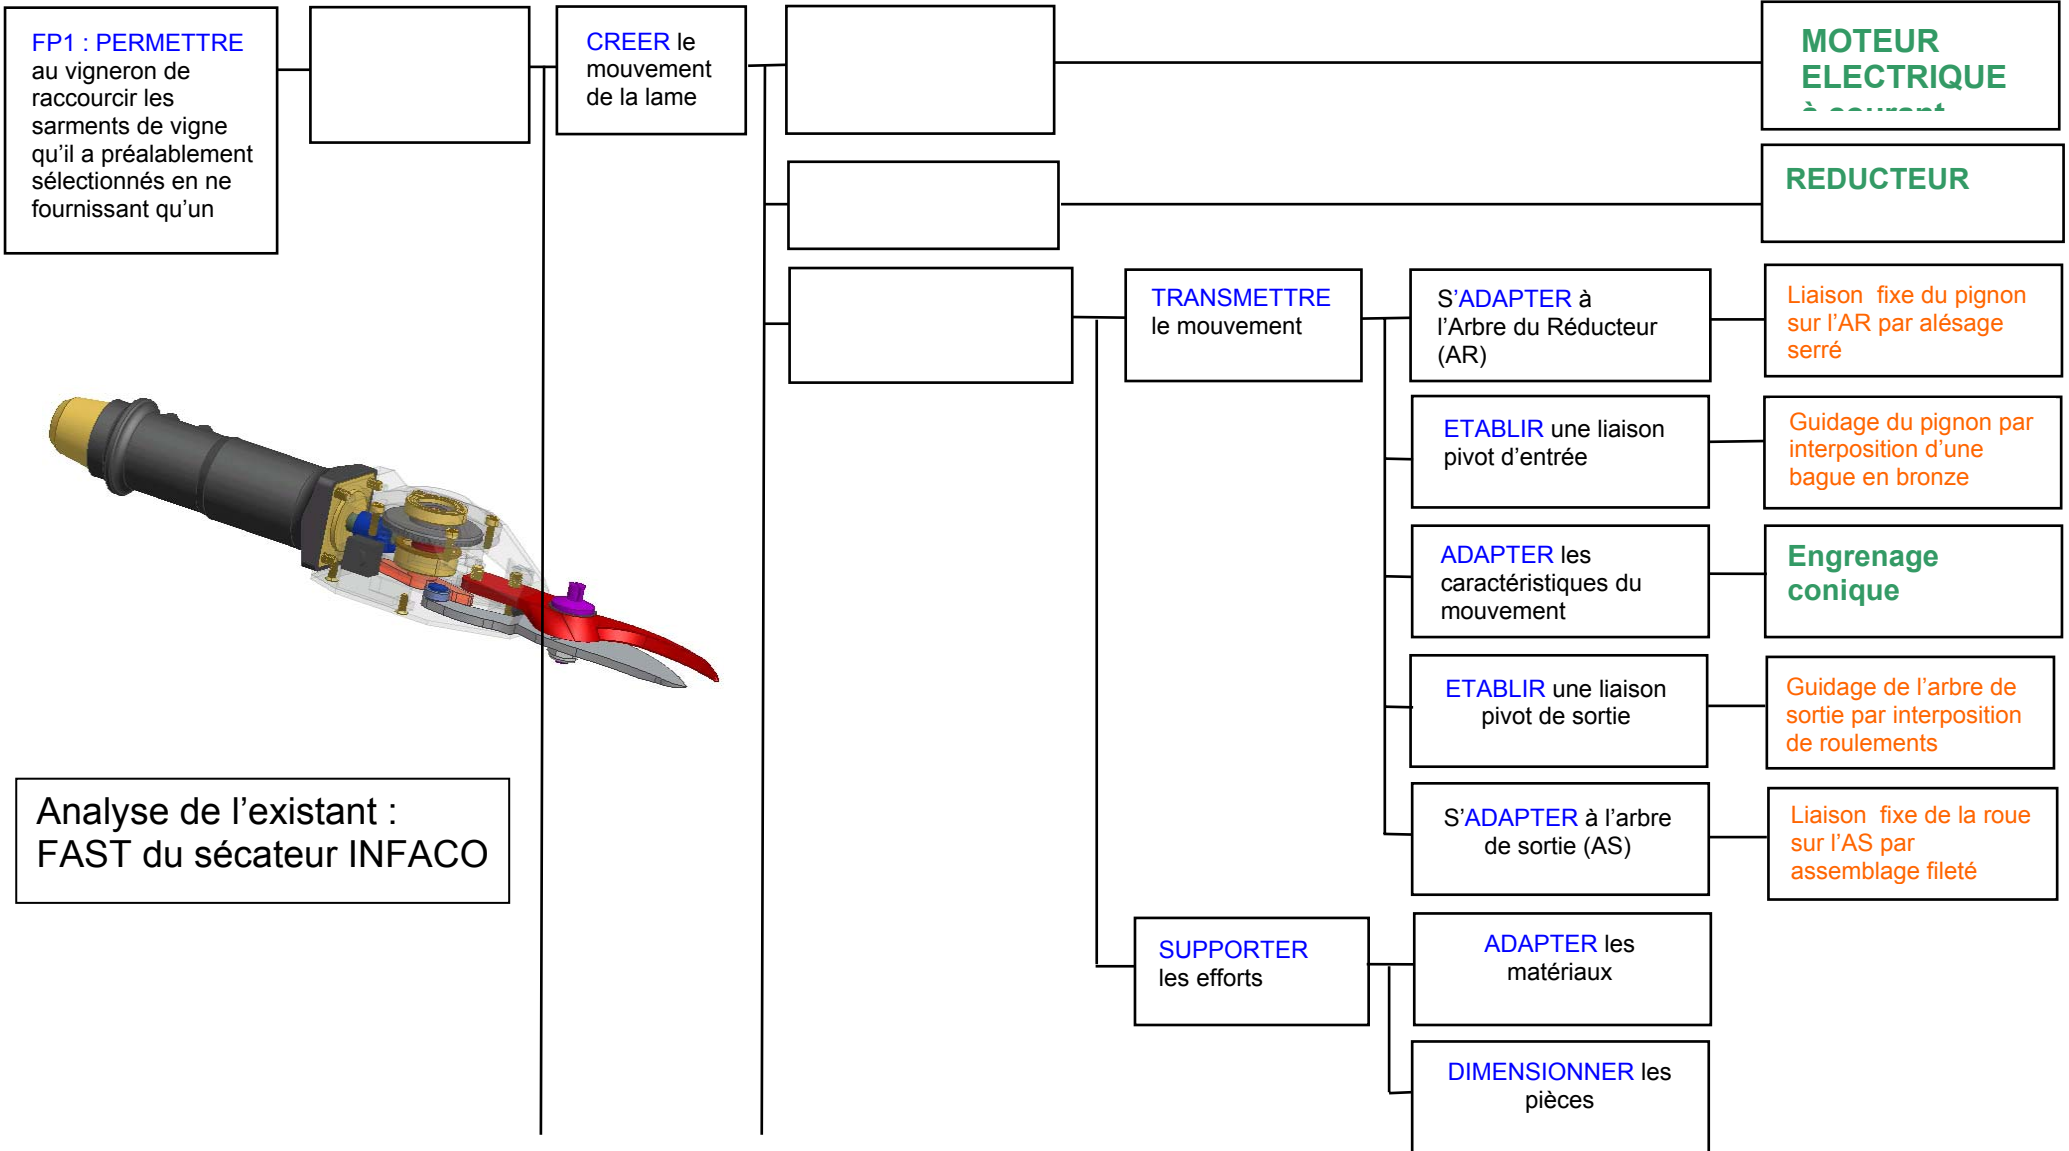 FP1 : PERMETTRE
au vigneron de
raccourcir les
sarments de vigne
qu'il a préalablement
sélectionnés en ne
fournissant qu'un
CREER le
mouvement
de la lame
MOTEUR
ELECTRIQUE
à courant
REDUCTEUR
TRANSMETTRE
le mouvement
S'ADAPTER à
l'Arbre du Réducteur
(AR)
Liaison  fixe du pignon
sur l'AR par alésage
serré
ETABLIR une liaison
pivot d'entrée
Guidage du pignon par
interposition d'une
bague en bronze
ADAPTER les
caractéristiques du
mouvement
Engrenage
conique
ETABLIR une liaison
pivot de sortie
Guidage de l'arbre de
sortie par interposition
de roulements
S'ADAPTER à l'arbre
de sortie (AS)
Liaison  fixe de la roue
sur l'AS par
assemblage fileté
SUPPORTER
les efforts
ADAPTER les
matériaux
DIMENSIONNER les
pièces
Analyse de l'existant :
FAST du sécateur INFACO